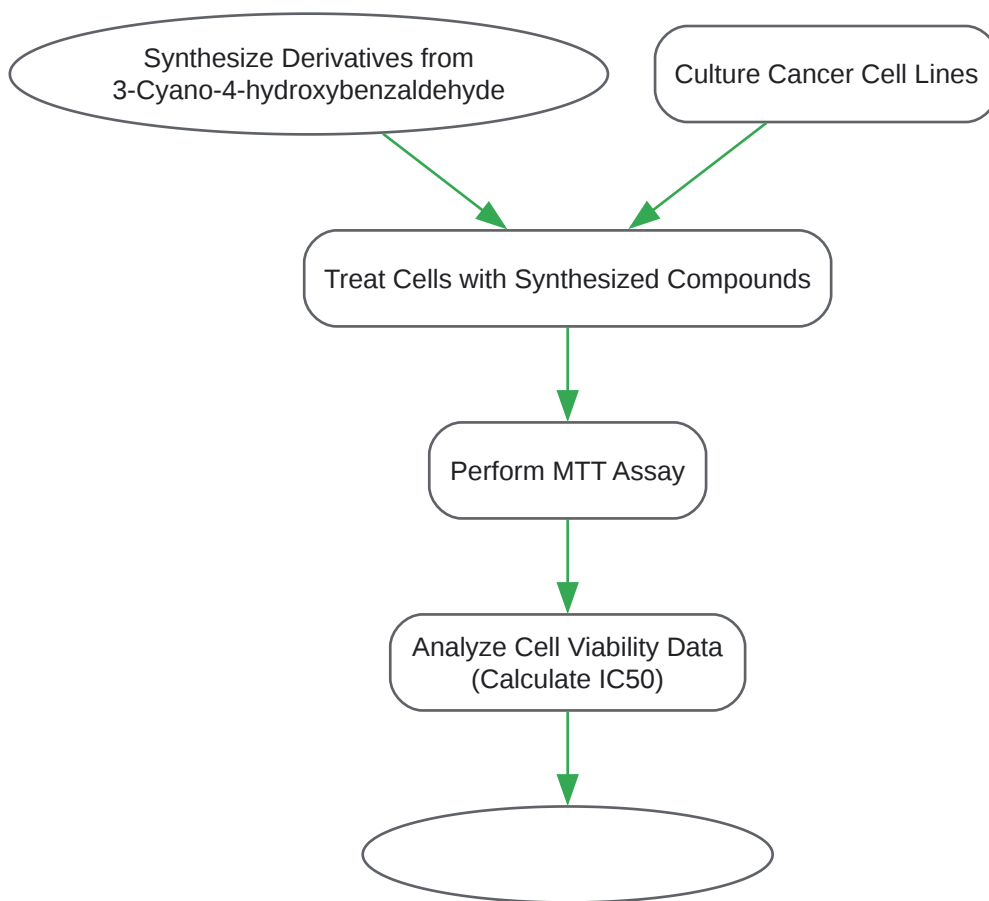 Synthesize Derivatives from
3-Cyano-4-hydroxybenzaldehyde
Culture Cancer Cell Lines
Treat Cells with Synthesized Compounds
Perform MTT Assay
Analyze Cell Viability Data
(Calculate IC50)